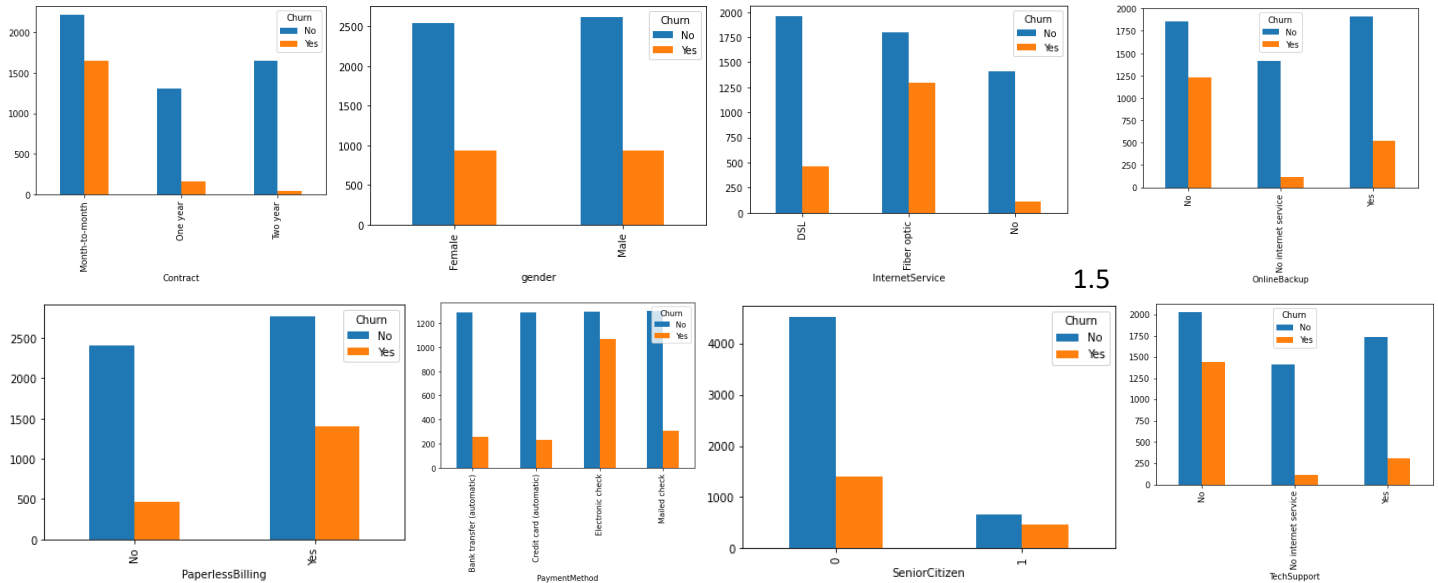 Churn
No
Yes
2000
1500
1000
500
0
Month-to-month
One year
Two year
Contract
Churn
No
Yes
2500
2000
1500
1000
500
0
Female
Male
gender
Churn
No
Yes
2000
1750
1500
1250
1000
750
500
250
0
DSL
Fiber optic
No
InternetService
Churn
No
Yes
2000
1750
1500
1250
1000
750
500
250
0
No
No internet service
Yes
OnlineBackup
1.5
Churn
No
Yes
2500
2000
1500
1000
500
0
No
Yes
PaperlessBilling
Churn
No
Yes
1200
1000
800
600
400
200
0
Bank transfer (automatic)
Credit card (automatic)
Electronic check
Mailed check
PaymentMethod
Churn
No
Yes
4000
3000
2000
1000
0
0
1
SeniorCitizen
Churn
No
Yes
2000
1750
1500
1250
1000
750
500
250
0
No
No internet service
Yes
TechSupport